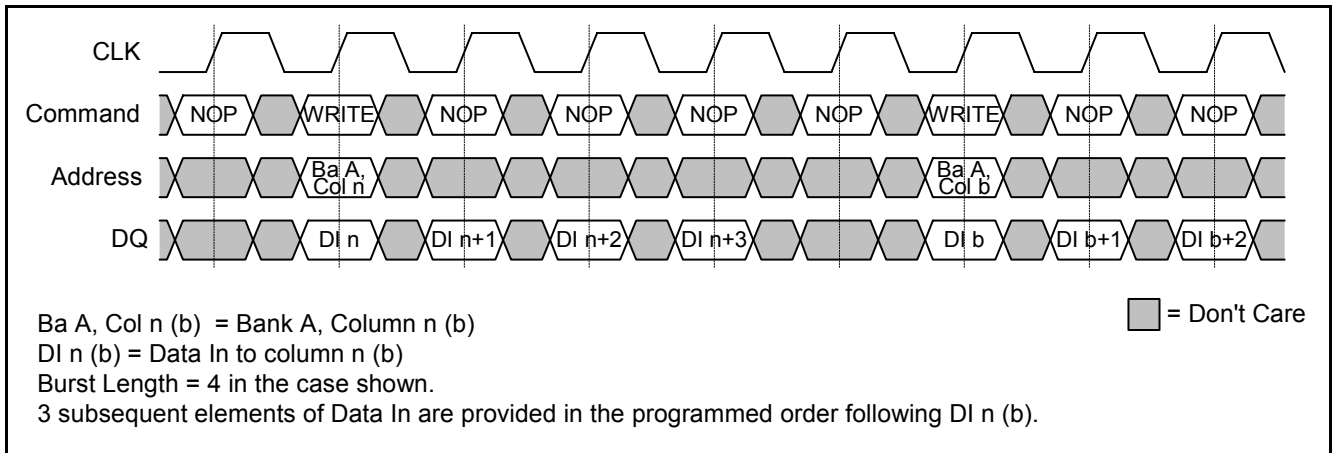 CLK
Command NOP WRITE NOP NOP NOP NOP WRITE NOP NOP
Address Ba A, Col n Ba A, Col b
DQ DI n DI n+1 DI n+2 DI n+3 DI b DI b+1 DI b+2
= Don't Care
Ba A, Col n (b) = Bank A, Column n (b)
DI n (b) = Data In to column n (b)
Burst Length = 4 in the case shown.
3 subsequent elements of Data In are provided in the programmed order following DI n (b).